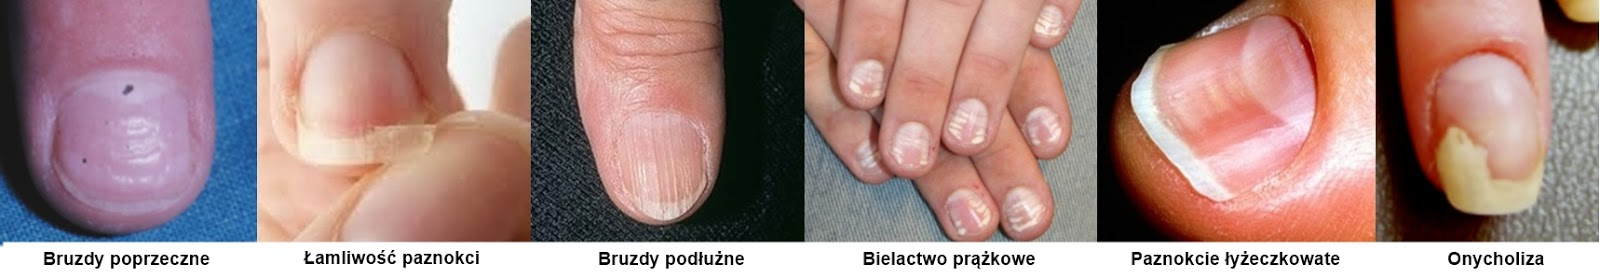 Bruzdy poprzeczne
Łamliwość paznokci
Bruzdy podłużne
Bielactwo prążkowe
Paznokcie łyżeczkowate
Onycholiza